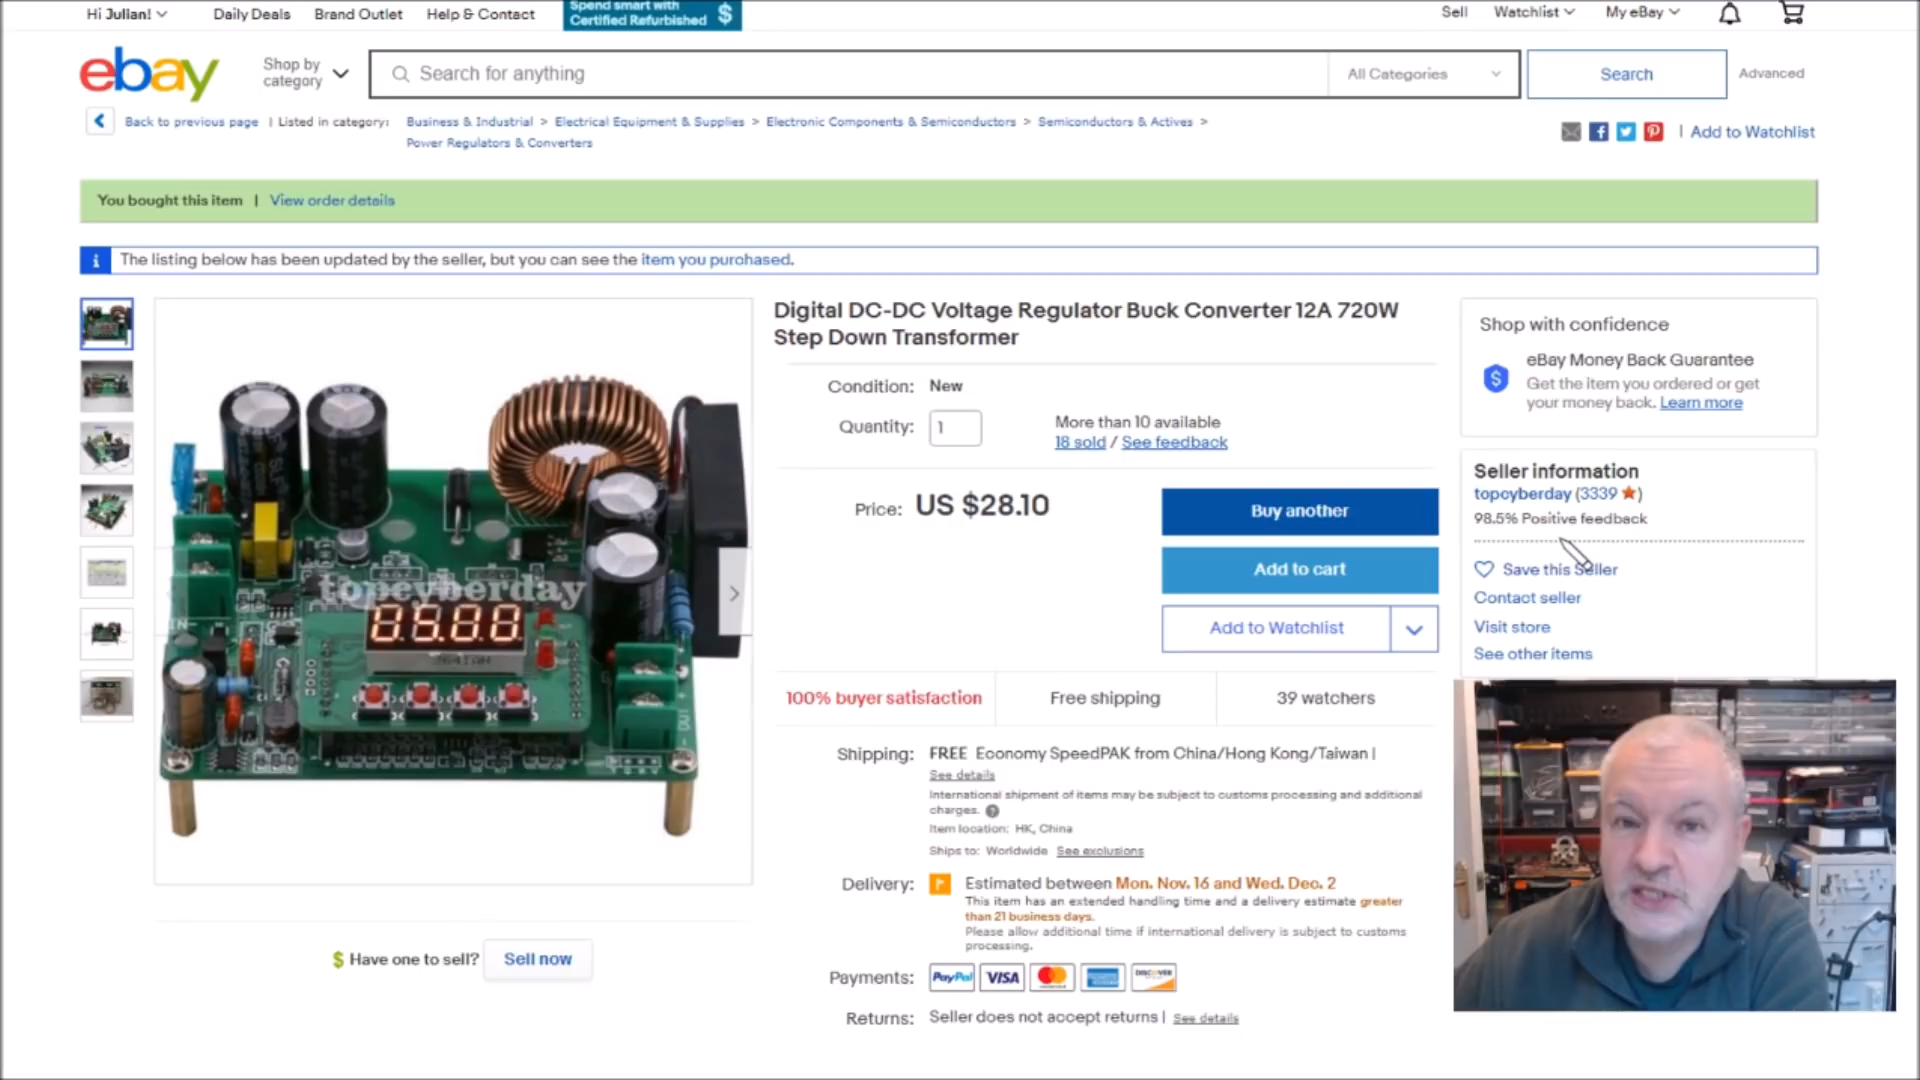 Hi Julian!
Daily Deals
Brand Outlet
Help & Contact
Spend smart with
Certified Refurbished
Sell
Watchlist
My eBay
ebay
Shop by
category
Search for anything
All Categories
Search
Advanced
Back to previous page | Listed in category:
Business & Industrial > Electrical Equipment & Supplies > Electronic Components & Semiconductors > Semiconductors & Actives >
Power Regulators & Converters
| Add to Watchlist
You bought this item | View order details
The listing below has been updated by the seller, but you can see the item you purchased.
topcyberday
05.00
IN-
OUT +
Digital DC-DC Voltage Regulator Buck Converter 12A 720W
Step Down Transformer
Condition: New
Quantity: 1
More than 10 available
18 sold / See feedback
Price: US $28.10
Buy another
Add to cart
Add to Watchlist
100% buyer satisfaction
Free shipping
39 watchers
Shipping: FREE Economy SpeedPAK from China/Hong Kong/Taiwan |
See details
International shipment of items may be subject to customs processing and additional
charges.
Item location: HK, China
Ships to: Worldwide See exclusions
Delivery: Estimated between Mon. Nov. 16 and Wed. Dec. 2
This item has an extended handling time and a delivery estimate greater
than 21 business days.
Please allow additional time if international delivery is subject to customs
processing.
Payments: PayPal VISA DISCOVER
Returns: Seller does not accept returns | See details
Have one to sell? Sell now
Shop with confidence
eBay Money Back Guarantee
Get the item you ordered or get
your money back. Learn more
Seller information
topcyberday (3339)
98.5% Positive feedback
Save this Seller
Contact seller
Visit store
See other items